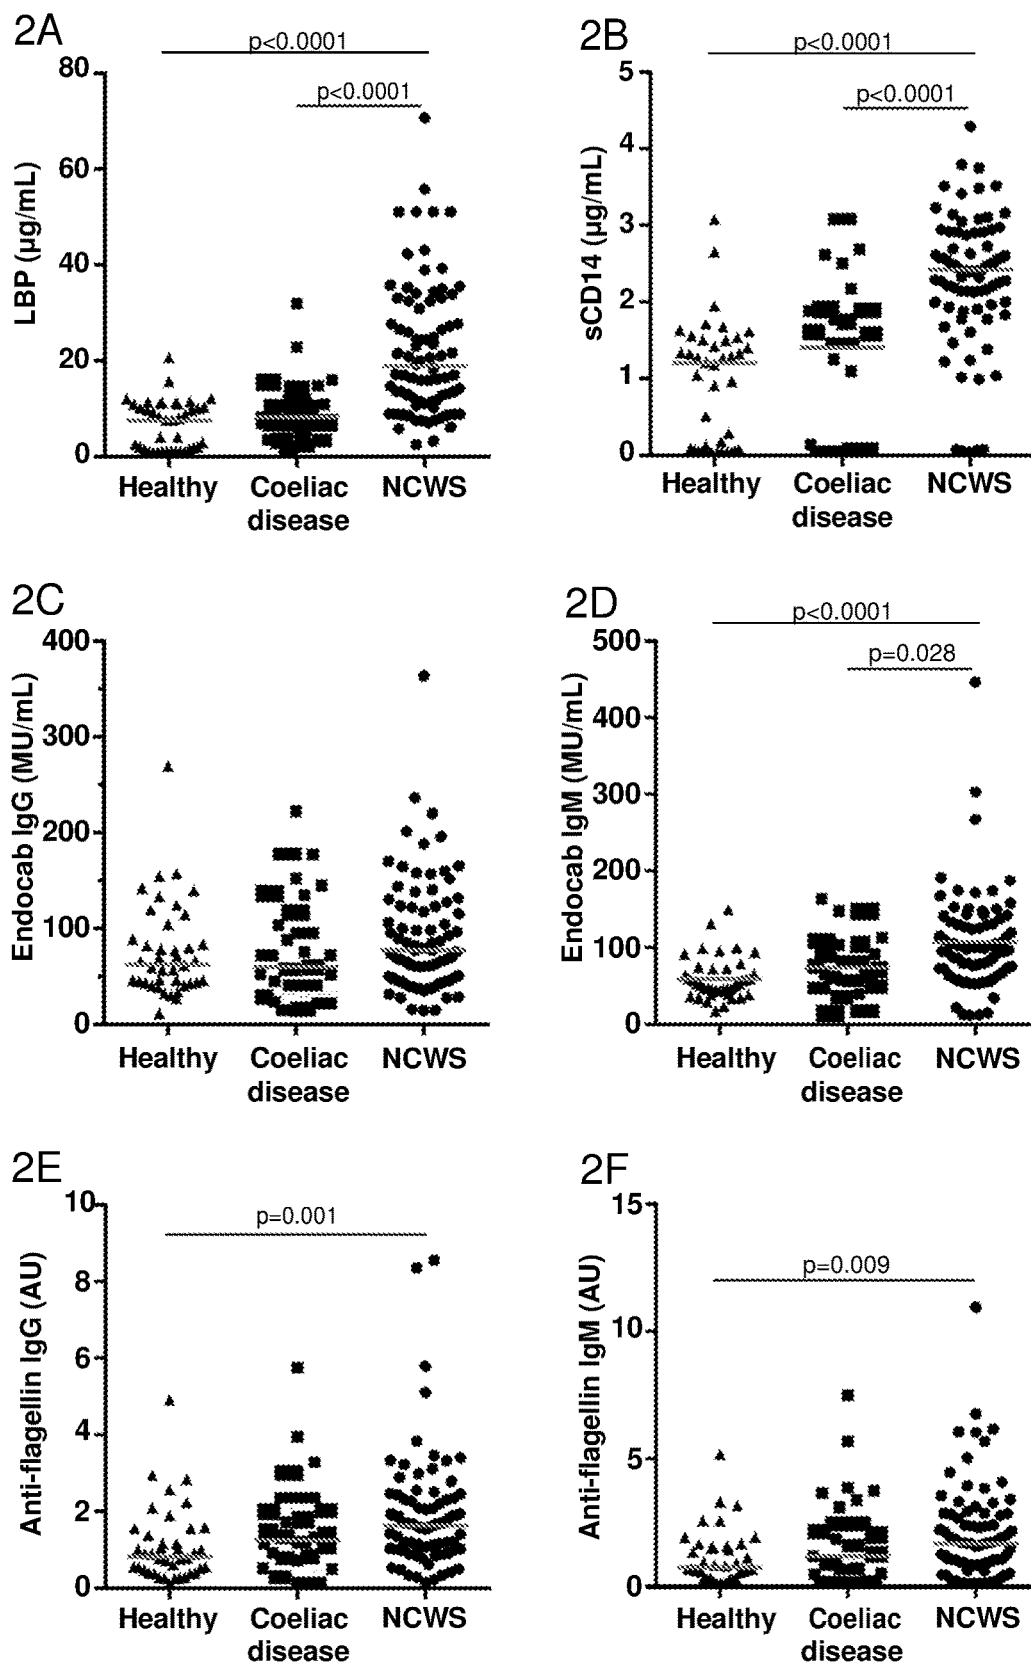 2A
p<0.0001
p<0.0001
80
60
40
20
0
LBP (µg/mL)
Healthy
Coeliac
disease
NCWS
2B
p<0.0001
p<0.0001
5
4
3
2
1
0
sCD14 (µg/mL)
Healthy
Coeliac
disease
NCWS
2C
400
300
200
100
0
Endocab IgG (MU/mL)
Healthy
Coeliac
disease
NCWS
2D
p<0.0001
p=0.028
500
400
300
200
100
0
Endocab IgM (MU/mL)
Healthy
Coeliac
disease
NCWS
2E
p=0.001
10
8
6
4
2
0
Anti-flagellin IgG (AU)
Healthy
Coeliac
disease
NCWS
2F
p=0.009
15
10
5
0
Anti-flagellin IgM (AU)
Healthy
Coeliac
disease
NCWS